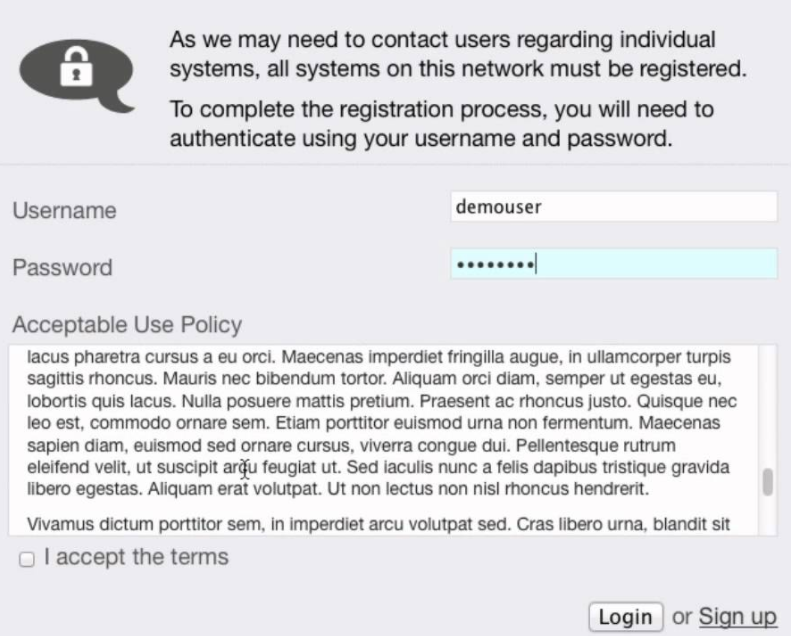 As we may need to contact users regarding individual
systems, all systems on this network must be registered.
To complete the registration process, you will need to
authenticate using your username and password.
Username
demouser
Password
••••••••
Acceptable Use Policy
lacus pharetra cursus a eu orci. Maecenas imperdiet fringilla augue, in ullamcorper turpis
sagittis rhoncus. Mauris nec bibendum tortor. Aliquam orci diam, semper ut egestas eu,
lobortis quis lacus. Nulla posuere mattis pretium. Praesent ac rhoncus justo. Quisque nec
leo est, commodo ornare sem. Etiam porttitor euismod urna non fermentum. Maecenas
sapien diam, euismod sed ornare cursus, viverra congue dui. Pellentesque rutrum
eleifend velit, ut suscipit arcu feugiat ut. Sed iaculis nunc a felis dapibus tristique gravida
libero egestas. Aliquam erat volutpat. Ut non lectus non nisl rhoncus hendrerit.
Vivamus dictum porttitor sem, in imperdiet arcu volutpat sed. Cras libero urna, blandit sit
I accept the terms
Login or Sign up